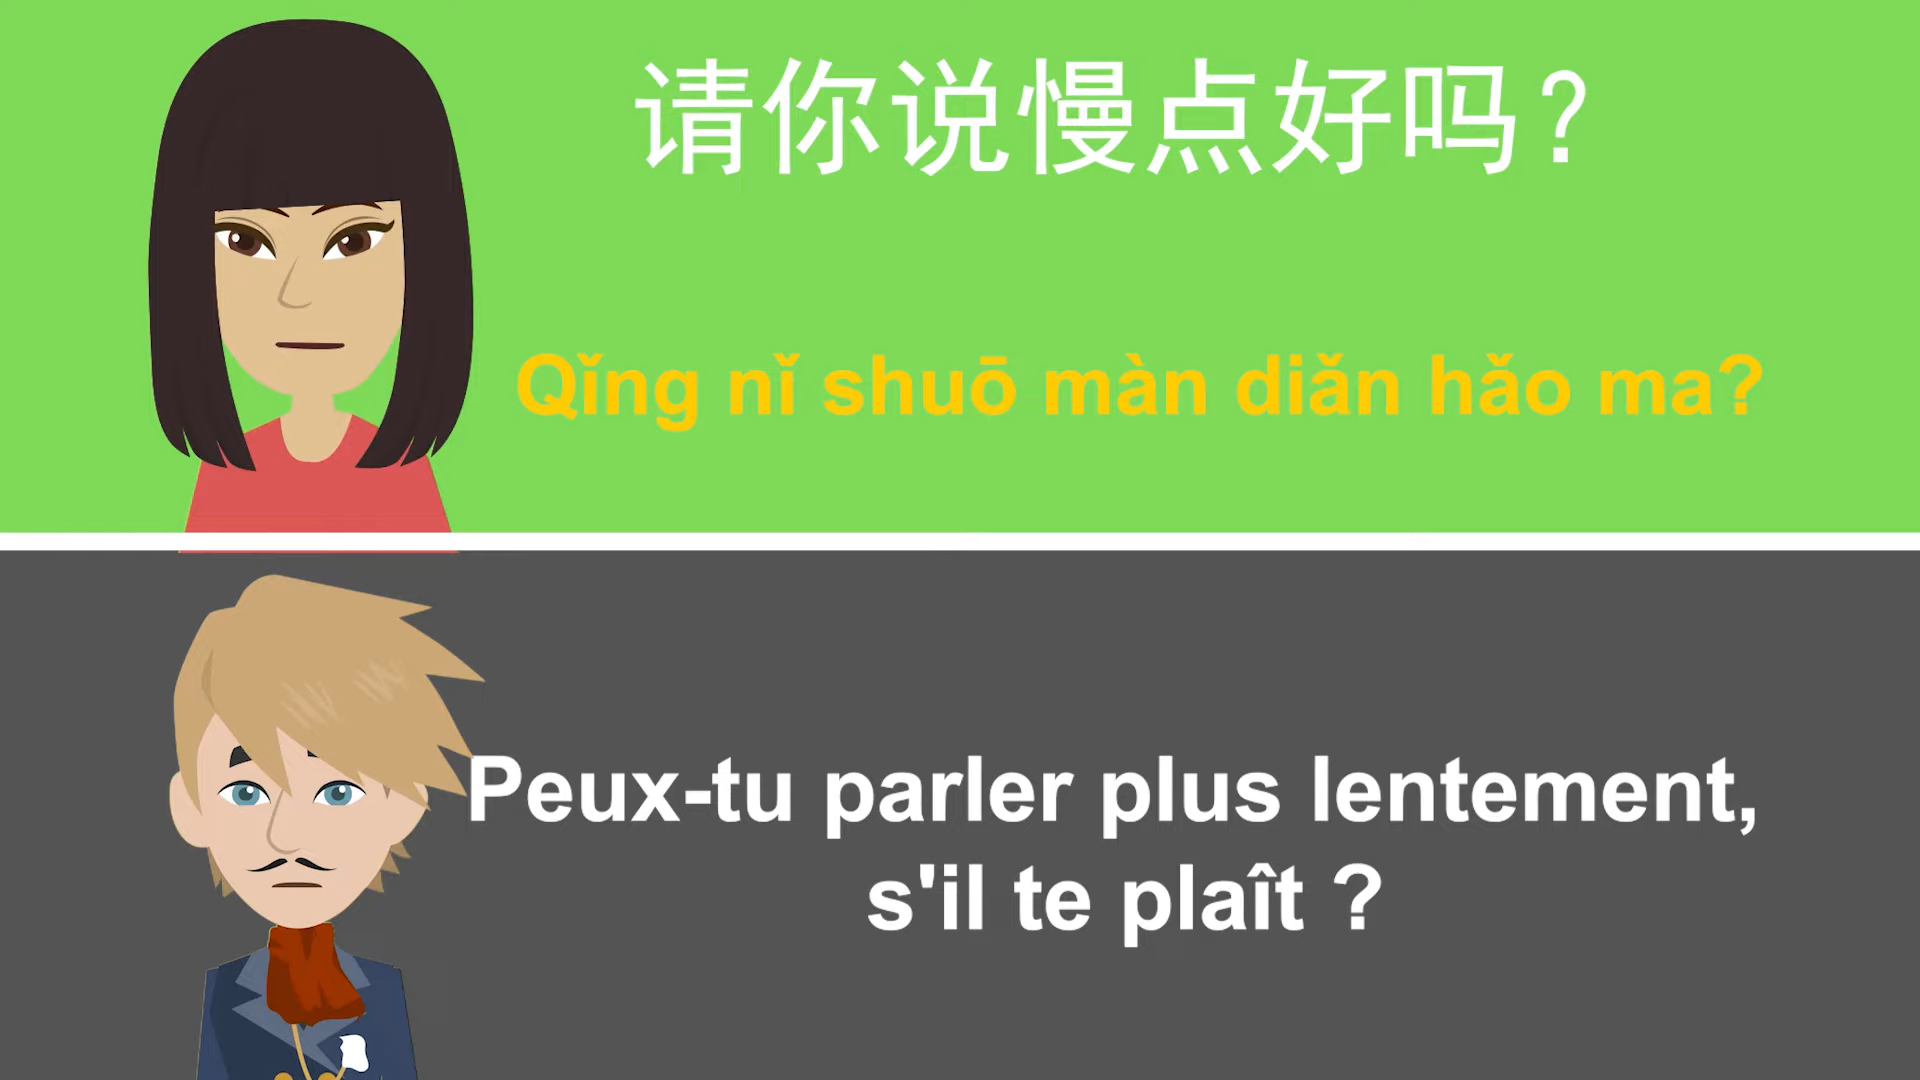 请你说慢点好吗?
Qǐng nǐ shuō màn diǎn hǎo ma?
Peux-tu parler plus lentement,
s'il te plaît ?